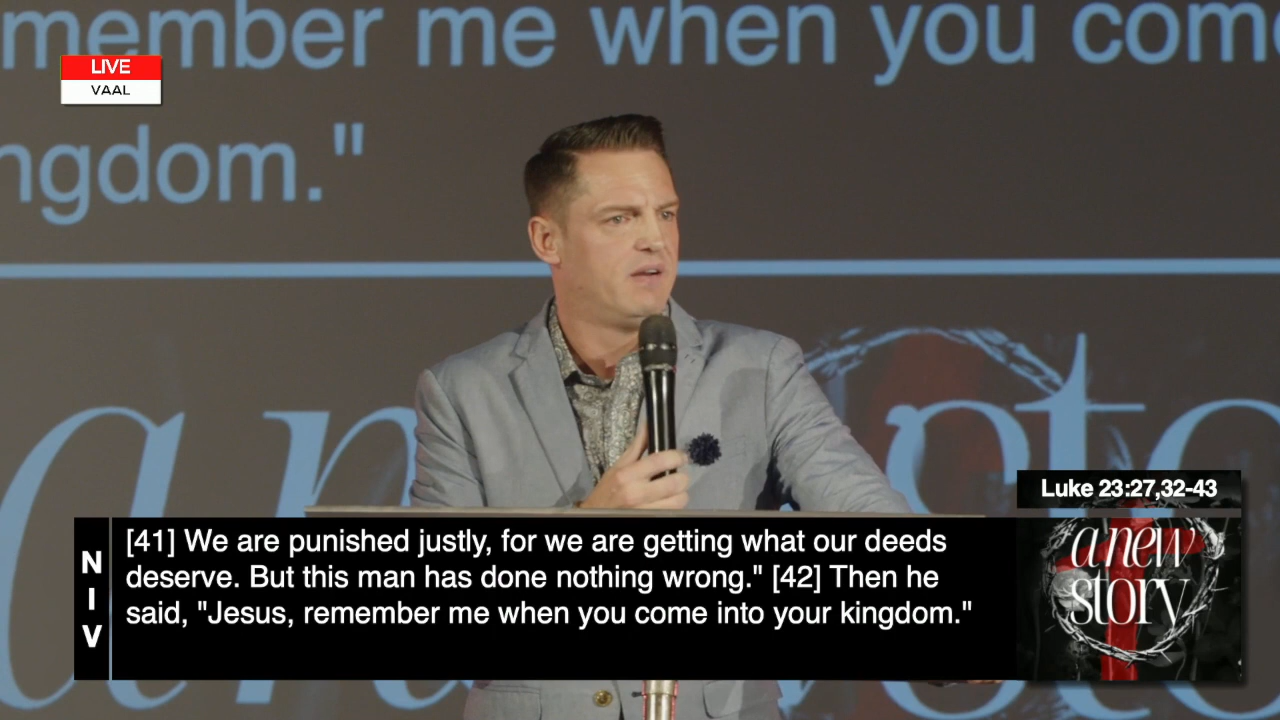 member me when you come
ngdom."
LIVE
VAAL
a n sto
Luke 23:27,32-43
N
I
V
[41] We are punished justly, for we are getting what our deeds
deserve. But this man has done nothing wrong." [42] Then he
said, "Jesus, remember me when you come into your kingdom."
a new
story